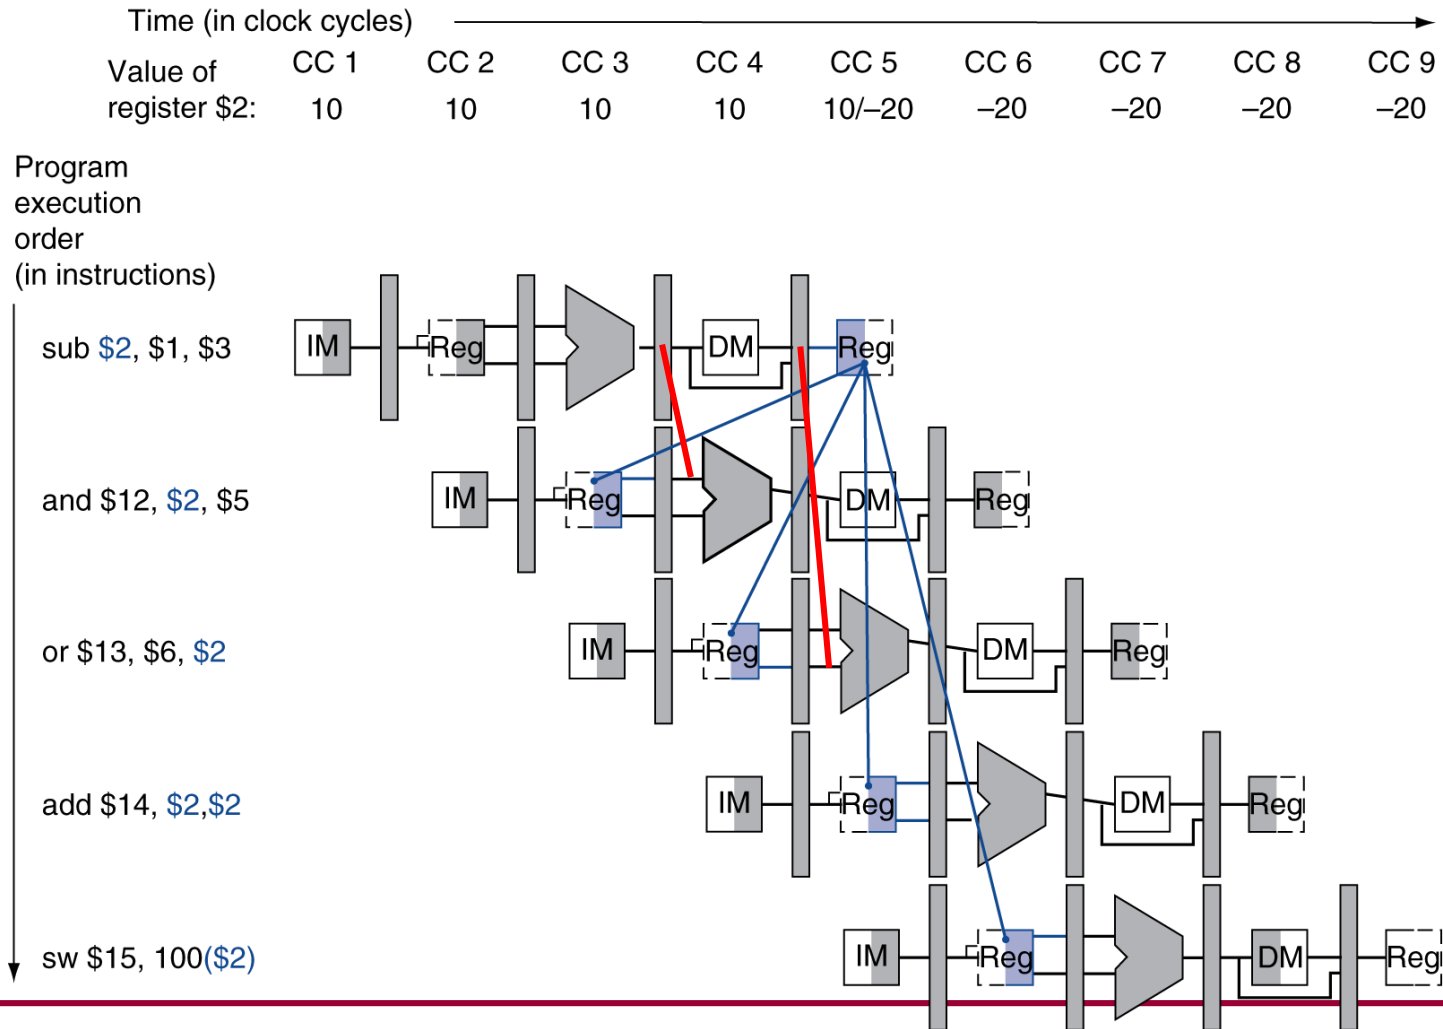 Time (in clock cycles)
CC 1 CC 2 CC 3 CC 4 CC 5 CC 6 CC 7 CC 8 CC 9
Value of
register $2: 10 10 10 10 10/–20 –20 –20 –20 –20
Program
execution
order
(in instructions)
sub $2, $1, $3 IM Reg DM Reg
and $12, $2, $5 IM Reg DM Reg
or $13, $6, $2 IM Reg DM Reg
add $14, $2,$2 IM Reg DM Reg
sw $15, 100($2) IM Reg DM Reg